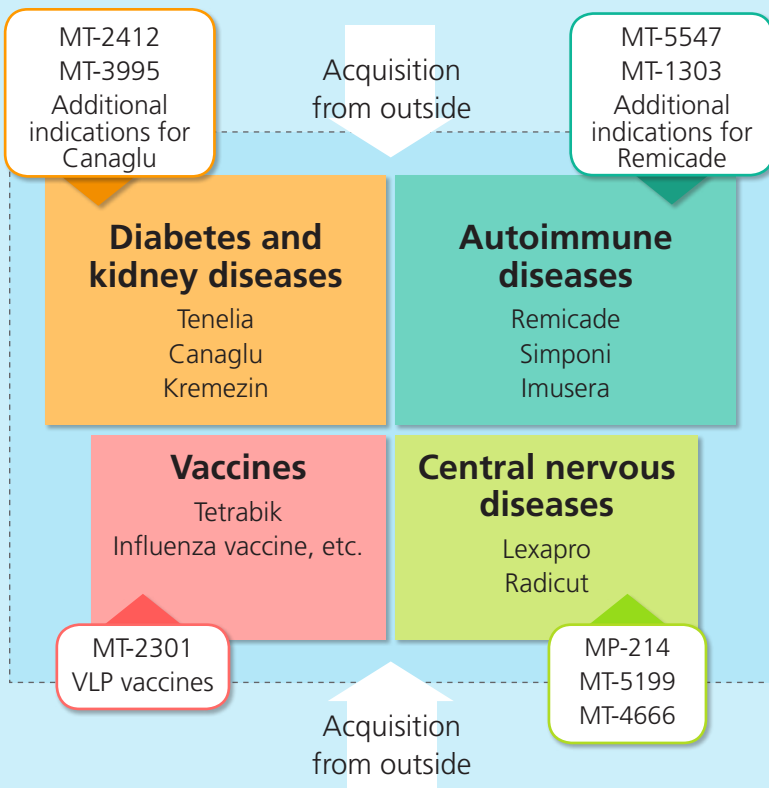 MT-2412
MT-3995
Additional
indications for
Canaglu
Acquisition
from outside
MT-5547
MT-1303
Additional
indications for
Remicade
Diabetes and
kidney diseases
Tenelia
Canaglu
Kremezin
Autoimmune
diseases
Remicade
Simponi
Imusera
Vaccines
Tetrabik
Influenza vaccine, etc.
Central nervous
diseases
Lexapro
Radicut
MT-2301
VLP vaccines
MP-214
MT-5199
MT-4666
Acquisition
from outside